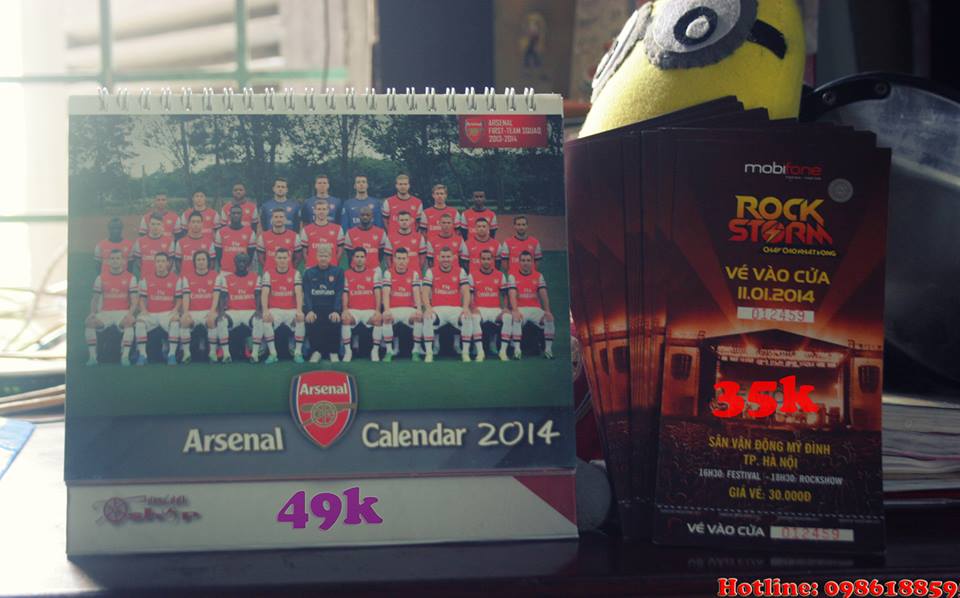 ARSENAL
FIRST-TEAM SQUAD
2013-2014
Arsenal
Arsenal Calendar 2014
49k
mobifone
ROCK
STORM
VÉ VÀO CỬA
11.01.2014
012459
35k
SÂN VẬN ĐỘNG MỸ ĐÌNH
TP. HÀ NỘI
16H30: FESTIVAL - 18H30: ROCKSHOW
GIÁ VÉ: 30.000Đ
VÉ VÀO CỬA 012459
Hotline: 098618859